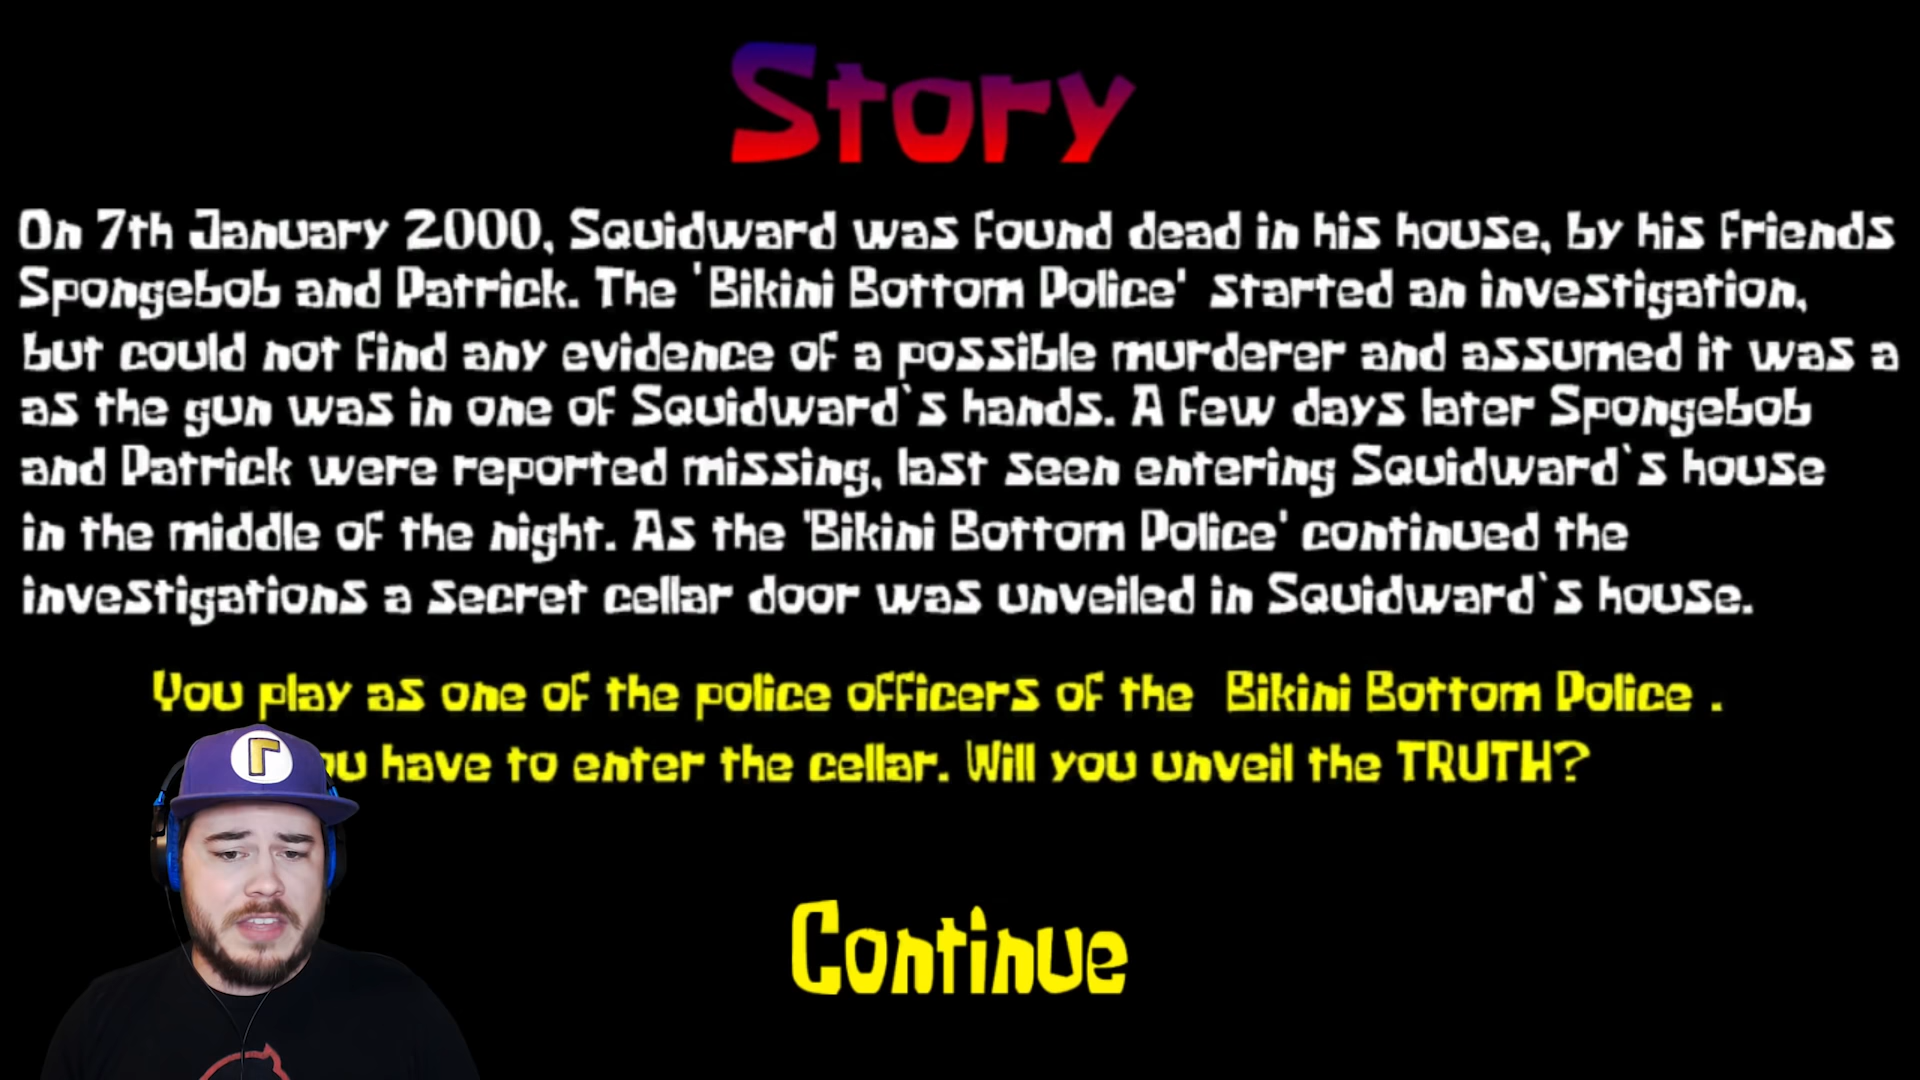 Story
On 7th January 2000, Squidward was found dead in his house, by his friends
Spongebob and Patrick. The 'Bikini Bottom Police' started an investigation,
but could not find any evidence of a possible murderer and assumed it was a
as the gun was in one of Squidward`s hands. A few days later Spongebob
and Patrick were reported missing, last seen entering Squidward`s house
in the middle of the night. As the 'Bikini Bottom Police' continued the
investigations a secret cellar door was unveiled in Squidward`s house.
You play as one of the police officers of the Bikini Bottom Police .
ou have to enter the cellar. Will you unveil the TRUTH?
Continue